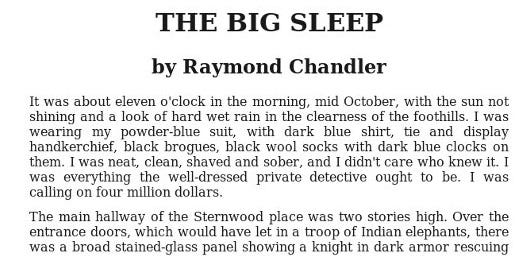 THE BIG SLEEP
by Raymond Chandler
It was about eleven o'clock in the morning, mid October, with the sun not
shining and a look of hard wet rain in the clearness of the foothills. I was
wearing my powder-blue suit, with dark blue shirt, tie and display
handkerchief, black brogues, black wool socks with dark blue clocks on
them. I was neat, clean, shaved and sober, and I didn't care who knew it. I
was everything the well-dressed private detective ought to be. I was
calling on four million dollars.
The main hallway of the Sternwood place was two stories high. Over the
entrance doors, which would have let in a troop of Indian elephants, there
was a broad stained-glass panel showing a knight in dark armor rescuing